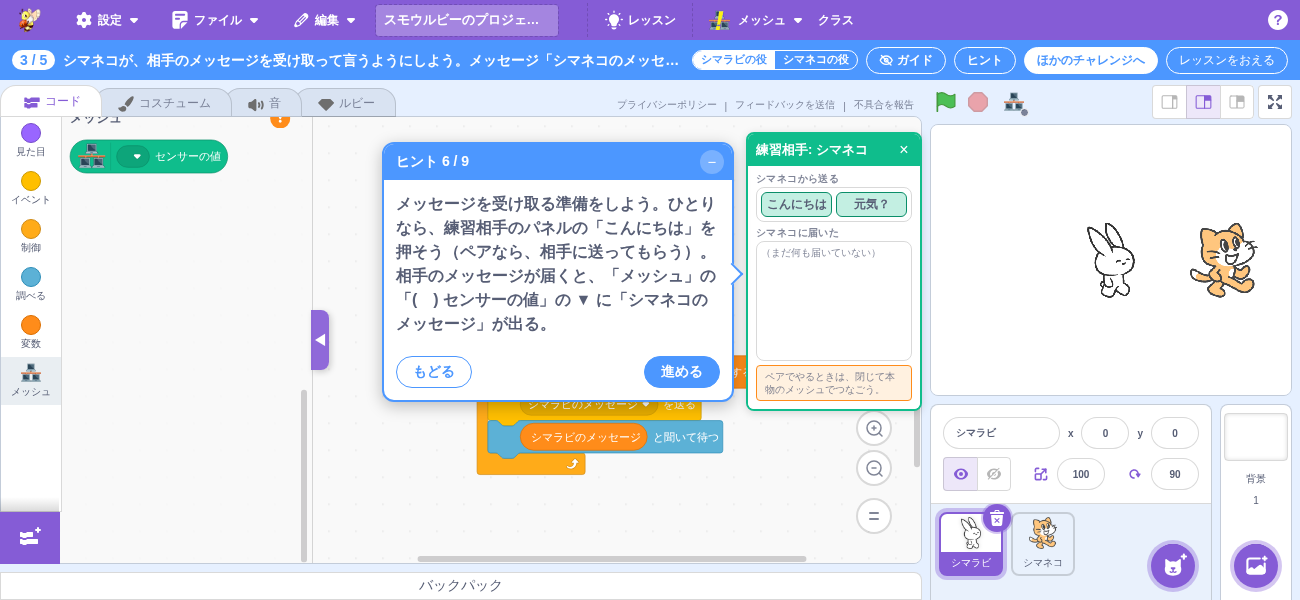 設定
ファイル
編集
スモウルビーのプロジェ…
レッスン
メッシュ
クラス
?
3 / 5
シマネコが、相手のメッセージを受け取って言うようにしよう。メッセージ「シマネコのメッセ…
シマラビの役
シマネコの役
ガイド
ヒント
ほかのチャレンジへ
レッスンをおえる
コード
コスチューム
音
ルビー
プライバシーポリシー | フィードバックを送信 | 不具合を報告
見た目
イベント
制御
調べる
変数
メッシュ
メッシュ
センサーの値
ヒント 6 / 9
メッセージを受け取る準備をしよう。ひとり
なら、練習相手のパネルの「こんにちは」を
押そう（ペアなら、相手に送ってもらう）。
相手のメッセージが届くと、「メッシュ」の
「(　) センサーの値」の ▼ に「シマネコの
メッセージ」が出る。
もどる
進める
シマラビのメッセージ
を送る
シマラビのメッセージ
と聞いて待つ
練習相手: シマネコ
×
シマネコから送る
こんにちは
元気？
シマネコに届いた
（まだ何も届いていない）
ペアでやるときは、閉じて本
物のメッシュでつなごう。
バックパック
シマラビ
x
0
y
0
100
90
シマラビ
シマネコ
背景
1